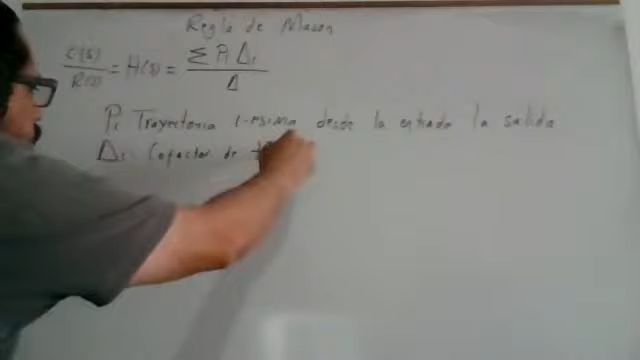 Regla de Mason
C(s)/R(s) = H(s) = Σ Pi Δi / Δ
Pi Trayectoria i-esima desde la entrada la salida
Δi Cofactor de